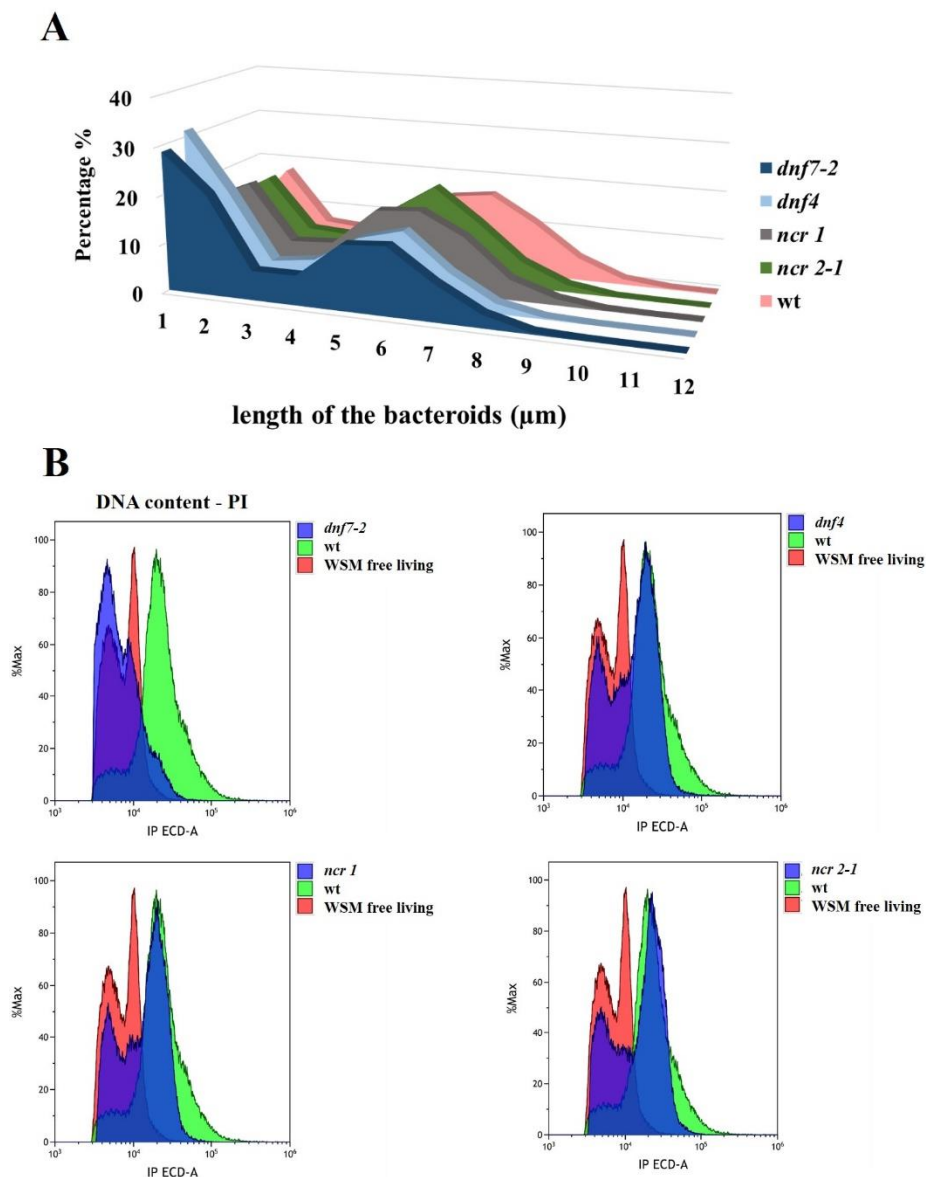 A
Percentage %
40
30
20
10
0
1 2 3 4 5 6 7 8 9 10 11 12
length of the bacteroids (µm)
dnf7-2
dnf4
ncr 1
ncr 2-1
wt
B
DNA content - PI
dnf7-2
wt
WSM free living
%Max
100
80
60
40
20
0
10³ 10⁴ 10⁵ 10⁶
IP ECD-A
dnf4
wt
WSM free living
%Max
100
80
60
40
20
0
10³ 10⁴ 10⁵ 10⁶
IP ECD-A
ncr 1
wt
WSM free living
%Max
100
80
60
40
20
0
10³ 10⁴ 10⁵ 10⁶
IP ECD-A
ncr 2-1
wt
WSM free living
%Max
100
80
60
40
20
0
10³ 10⁴ 10⁵ 10⁶
IP ECD-A